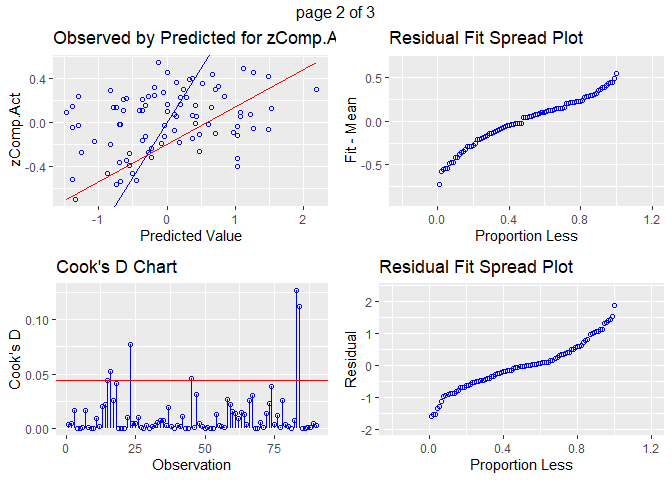 page 2 of 3
Observed by Predicted for zComp.A
zComp.Act
0.4
0.0
-0.4
-1
0
1
2
Predicted Value
Residual Fit Spread Plot
Fit - Mean
0.5
0.0
-0.5
0.0
0.4
0.8
1.2
Proportion Less
Cook's D Chart
Cook's D
0.10
0.05
0.00
0
25
50
75
Observation
Residual Fit Spread Plot
Residual
2
1
0
-1
-2
0.0
0.4
0.8
1.2
Proportion Less